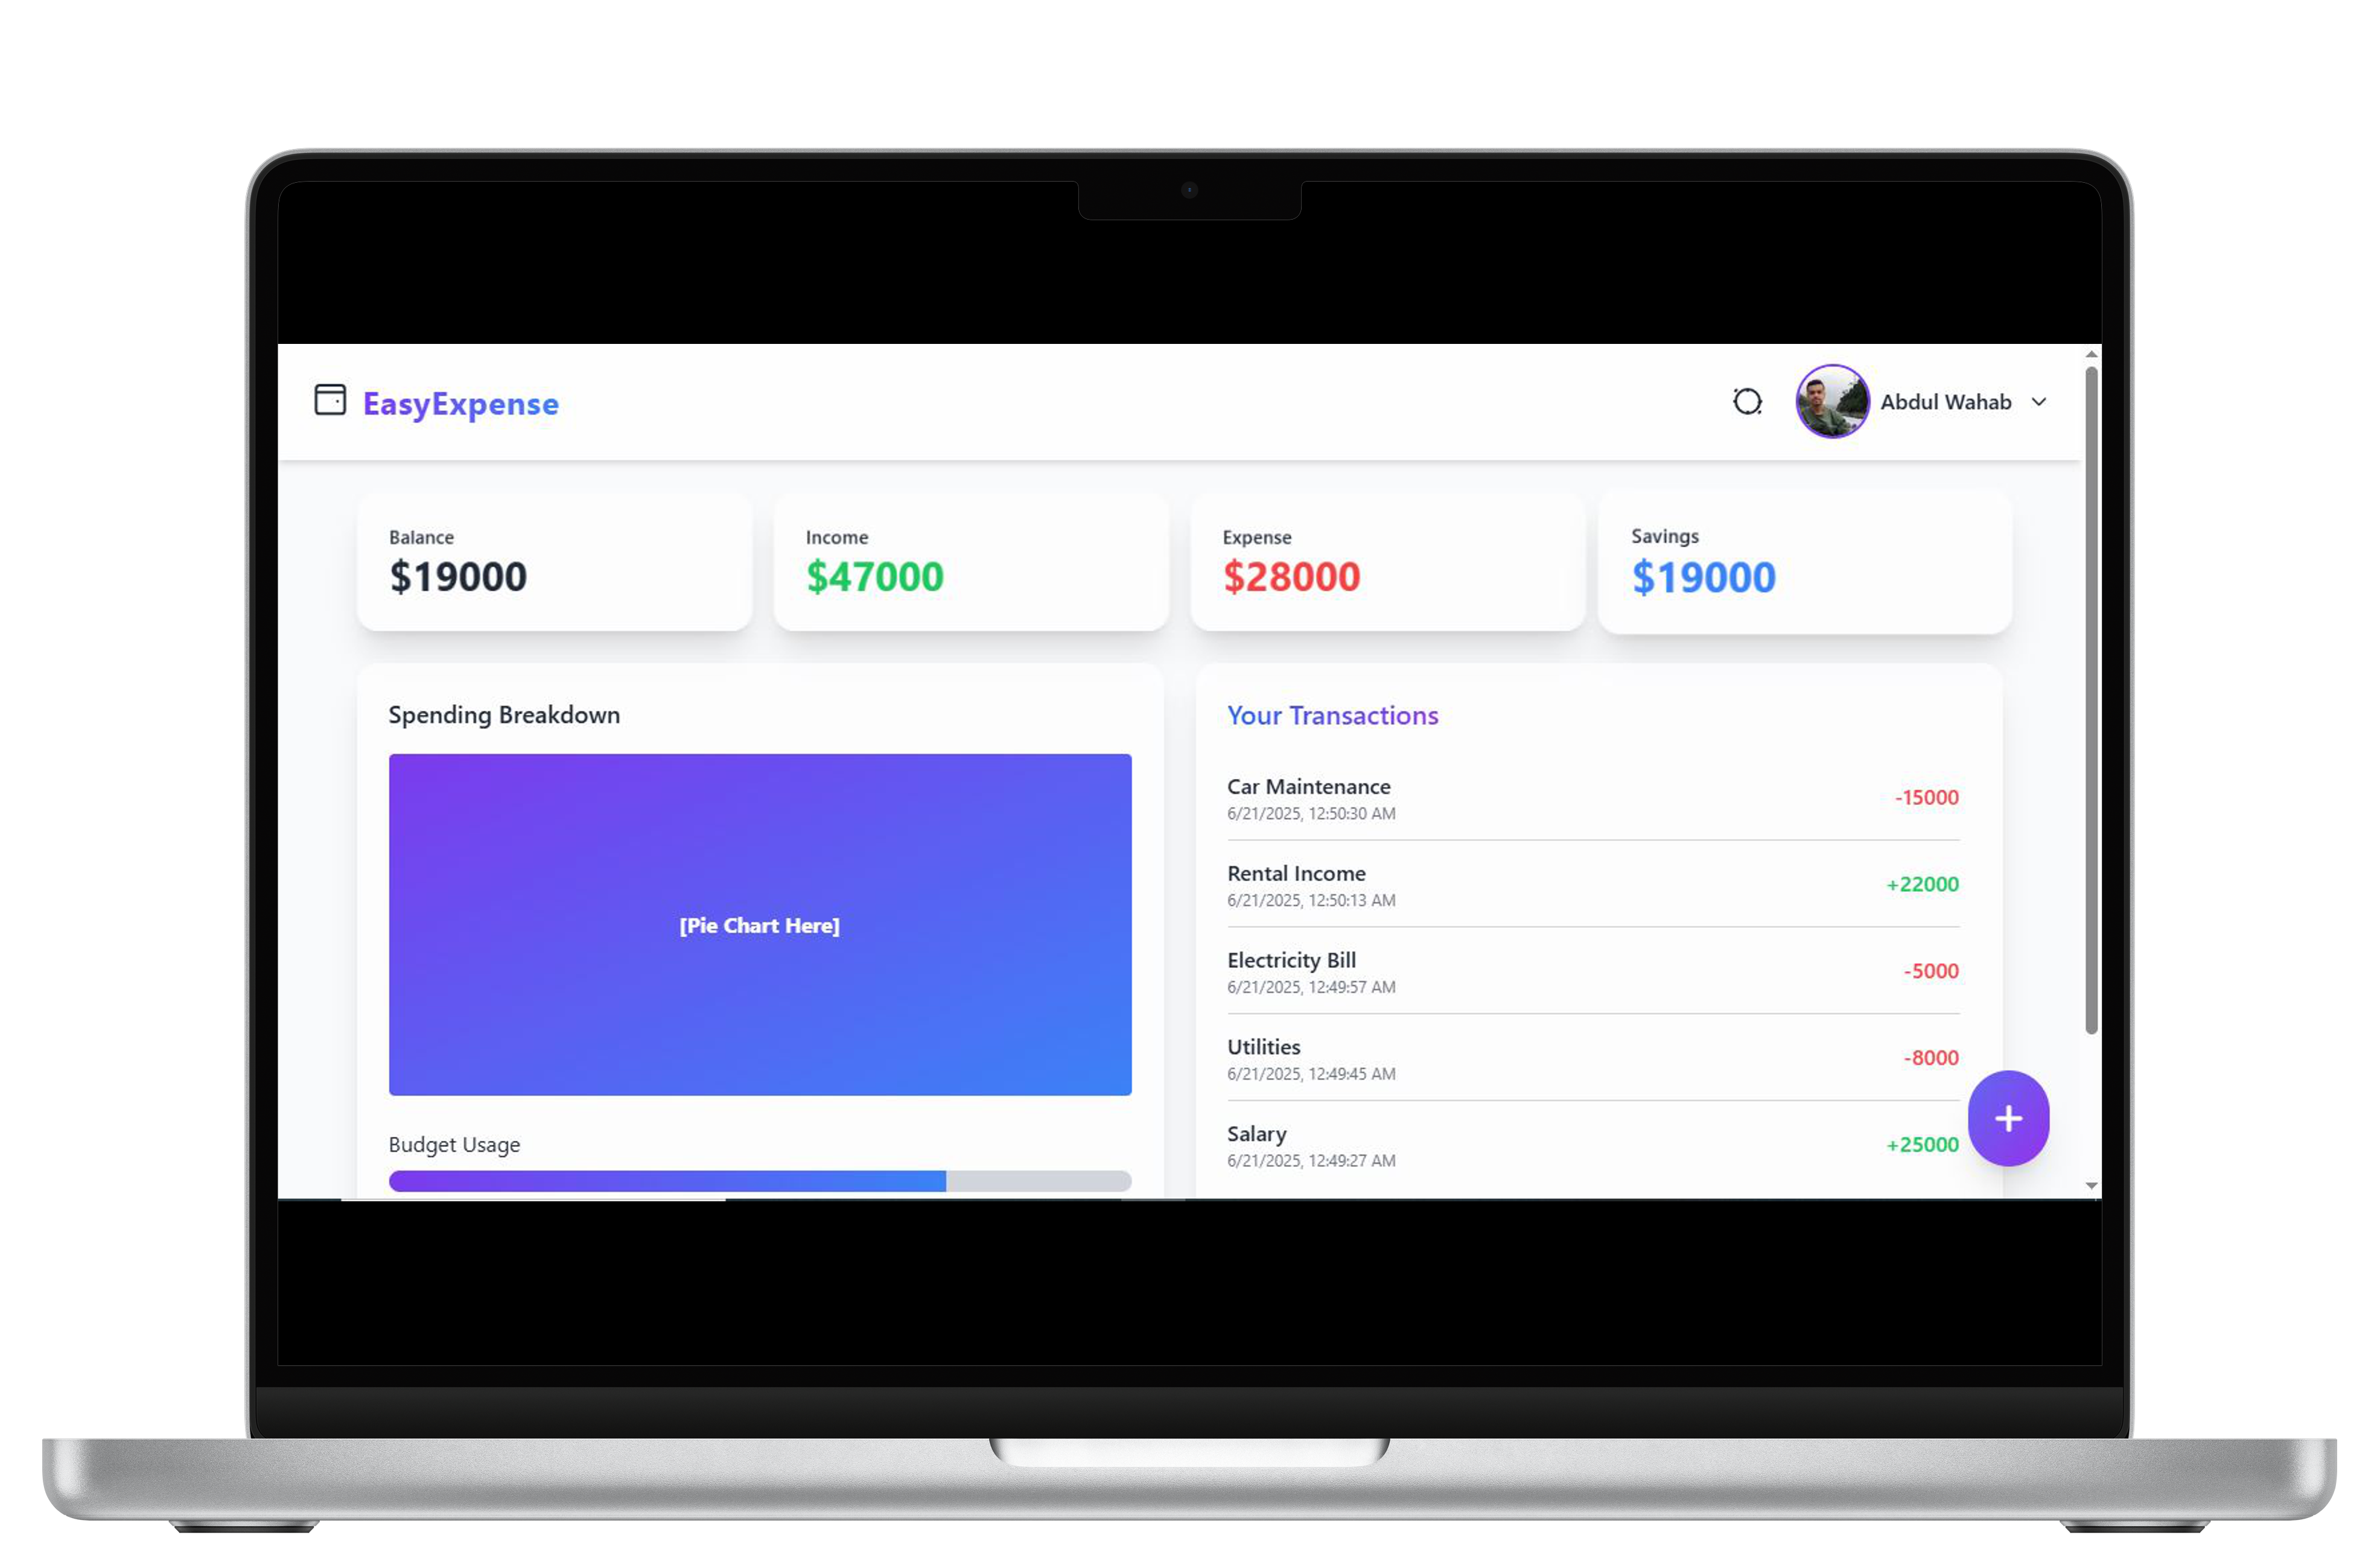 EasyExpense
Abdul Wahab
Balance
$19000
Income
$47000
Expense
$28000
Savings
$19000
Spending Breakdown
[Pie Chart Here]
Budget Usage
Your Transactions
Car Maintenance
6/21/2025, 12:50:30 AM
-15000
Rental Income
6/21/2025, 12:50:13 AM
+22000
Electricity Bill
6/21/2025, 12:49:57 AM
-5000
Utilities
6/21/2025, 12:49:45 AM
-8000
Salary
6/21/2025, 12:49:27 AM
+25000
+